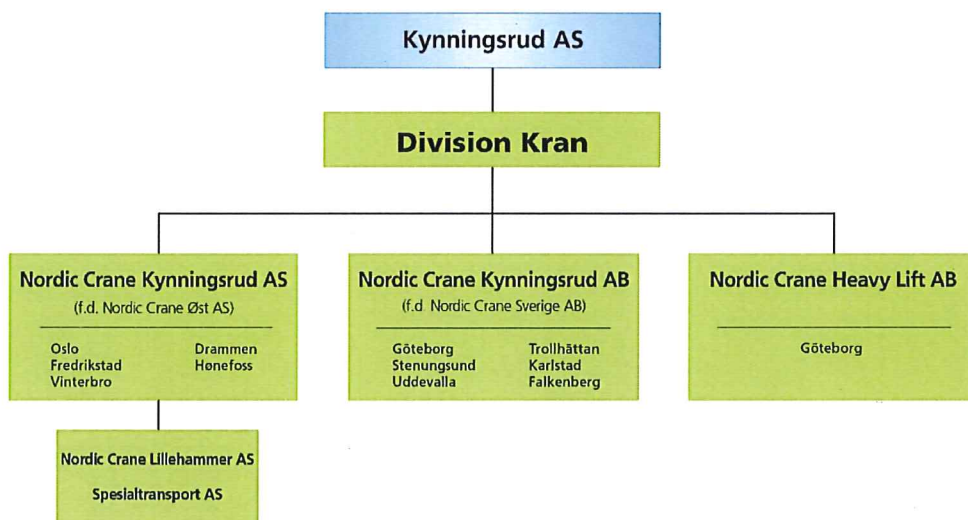 Kynningsrud AS
Division Kran
Nordic Crane Kynningsrud AS
(f.d. Nordic Crane Øst AS)
Oslo
Fredrikstad
Vinterbro
Drammen
Hønefoss
Nordic Crane Kynningsrud AB
(f.d Nordic Crane Sverige AB)
Göteborg
Stenungsund
Uddevalla
Trollhättan
Karlstad
Falkenberg
Nordic Crane Heavy Lift AB
Göteborg
Nordic Crane Lillehammer AS
Spesialtransport AS